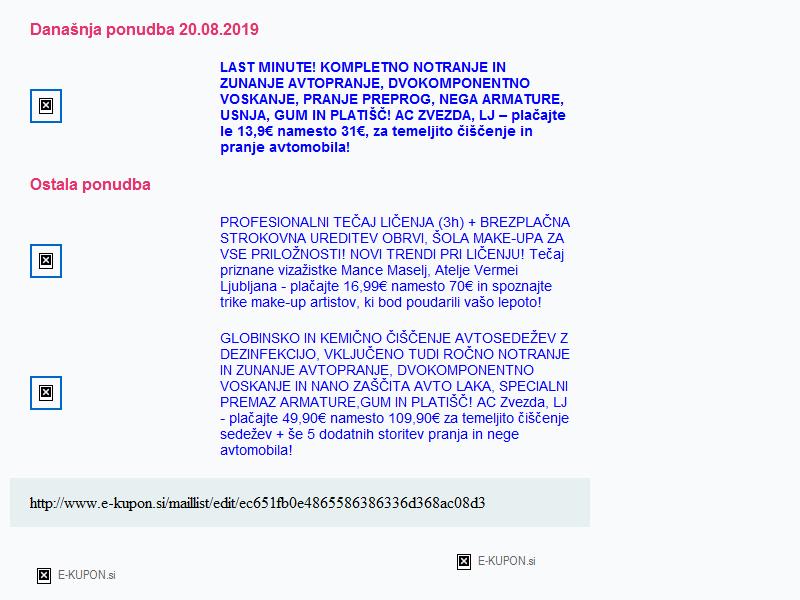 Današnja ponudba 20.08.2019
LAST MINUTE! KOMPLETNO NOTRANJE IN
ZUNANJE AVTOPRANJE, DVOKOMPONENTNO
VOSKANJE, PRANJE PREPROG, NEGA ARMATURE,
USNJA, GUM IN PLATIŠČ! AC ZVEZDA, LJ – plačajte
le 13,9€ namesto 31€, za temeljito čiščenje in
pranje avtomobila!
Ostala ponudba
PROFESIONALNI TEČAJ LIČENJA (3h) + BREZPLAČNA
STROKOVNA UREDITEV OBRVI, ŠOLA MAKE-UPA ZA
VSE PRILOŽNOSTI! NOVI TRENDI PRI LIČENJU! Tečaj
priznane vizažistke Mance Maselj, Atelje Vermei
Ljubljana - plačajte 16,99€ namesto 70€ in spoznajte
trike make-up artistov, ki bod poudarili vašo lepoto!
GLOBINSKO IN KEMIČNO ČIŠČENJE AVTOSEDEŽEV Z
DEZINFEKCIJO, VKLJUČENO TUDI ROČNO NOTRANJE
IN ZUNANJE AVTOPRANJE, DVOKOMPONENTNO
VOSKANJE IN NANO ZAŠČITA AVTO LAKA, SPECIALNI
PREMAZ ARMATURE,GUM IN PLATIŠČ! AC Zvezda, LJ
- plačajte 49,90€ namesto 109,90€ za temeljito čiščenje
sedežev + še 5 dodatnih storitev pranja in nege
avtomobila!
http://www.e-kupon.si/maillist/edit/ec651fb0e4865586386336d368ac08d3
E-KUPON.si
E-KUPON.si